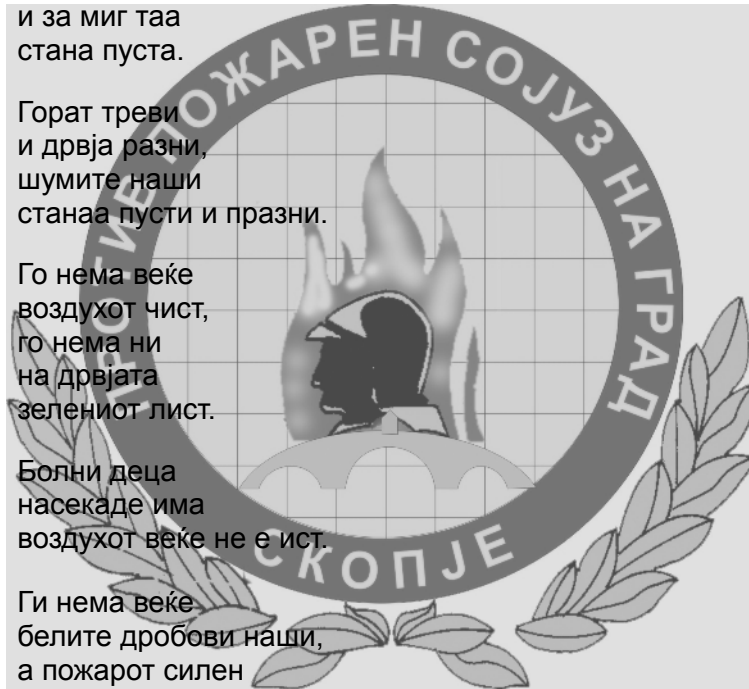 и за миг таа
стана пуста.
Горат треви
и дрвја разни,
шумите наши
станаа пусти и празни.
Го нема веќе
воздухот чист,
го нема ни
на дрвјата
зелениот лист.
Болни деца
насекаде има
воздухот веќе не е ист.
Ги нема веќе
белите дробови наши,
а пожарот силен
ПРОТИВ ПОЖАРЕН СОЈУЗ НА ГРАД
СКОПЈЕ